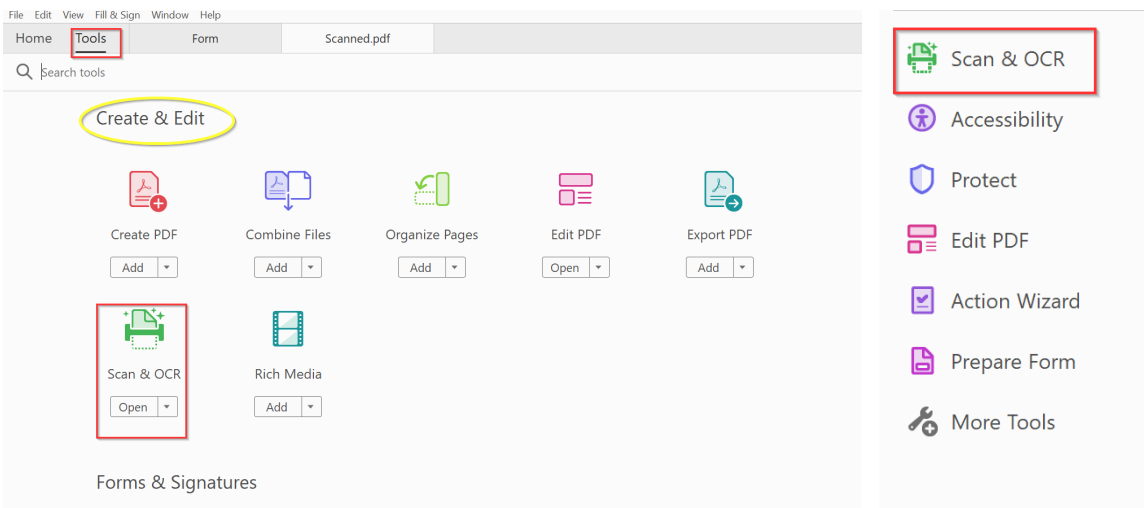 File Edit View Fill & Sign Window Help
Home Tools Form Scanned.pdf
Search tools
Create & Edit
Create PDF Combine Files Organize Pages Edit PDF Export PDF
Add Add Add Open Add
Scan & OCR Rich Media
Open Add
Forms & Signatures
Scan & OCR
Accessibility
Protect
Edit PDF
Action Wizard
Prepare Form
More Tools